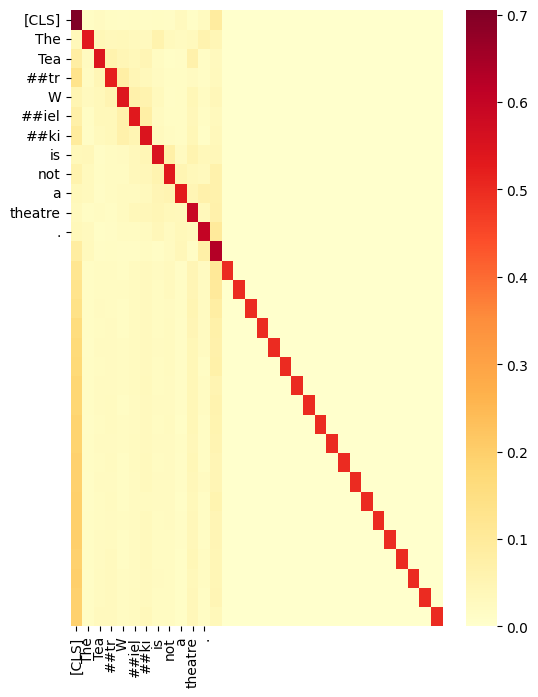 [CLS]
The
Tea
##tr
W
##iel
##ki
is
not
a
theatre
.
[CLS] The Tea ##tr W ##iel ##ki is not a theatre .
0.7
0.6
0.5
0.4
0.3
0.2
0.1
0.0